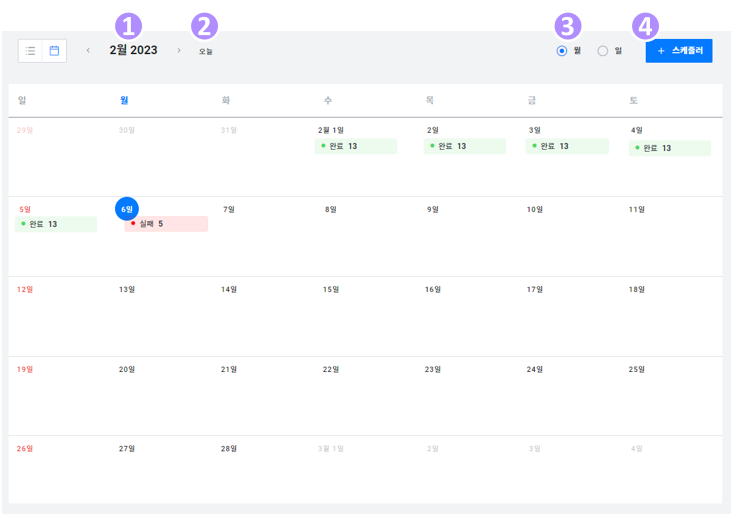 1 2 3 4
2월 2023 오늘 월 일 + 스케줄러
일 월 화 수 목 금 토
29일 30일 31일 2월 1일 2일 3일 4일
완료 13 완료 13 완료 13 완료 13
5일 6일 7일 8일 9일 10일 11일
완료 13 실패 5
12일 13일 14일 15일 16일 17일 18일
19일 20일 21일 22일 23일 24일 25일
26일 27일 28일 3월 1일 2일 3일 4일